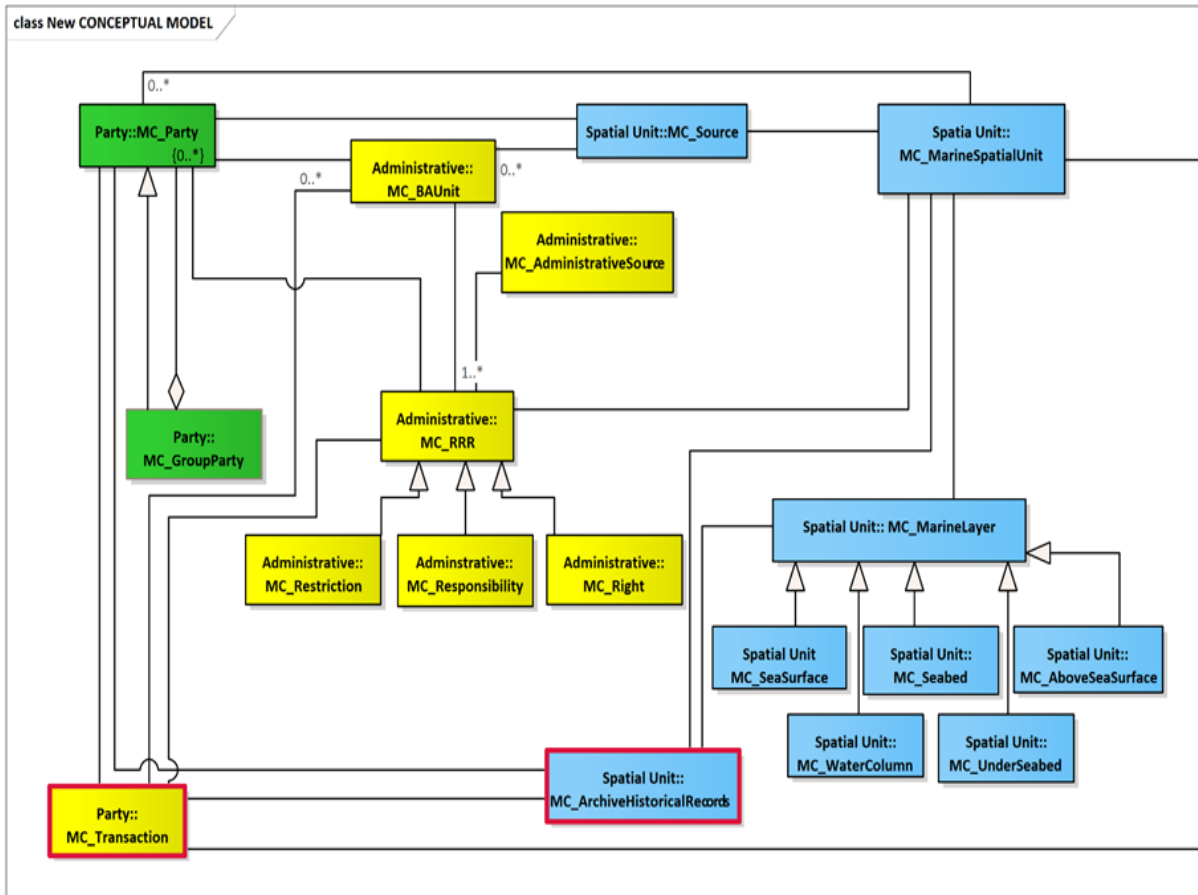 class New CONCEPTUAL MODEL
0..*
Party::MC_Party
{0..*}
Spatial Unit::MC_Source
Spatia Unit::
MC_MarineSpatialUnit
Administrative::
MC_BAUnit
0..*
0..*
Administrative::
MC_AdministrativeSource
1..*
Administrative::
MC_RRR
Party::
MC_GroupParty
Administrative::
MC_Restriction
Adminstrative::
MC_Responsibility
Administrative::
MC_Right
Spatial Unit:: MC_MarineLayer
Spatial Unit
MC_SeaSurface
Spatial Unit::
MC_Seabed
Spatial Unit::
MC_AboveSeaSurface
Spatial Unit::
MC_WaterColumn
Spatial Unit::
MC_UnderSeabed
Spatial Unit::
MC_ArchiveHistoricalRecords
Party::
MC_Transaction